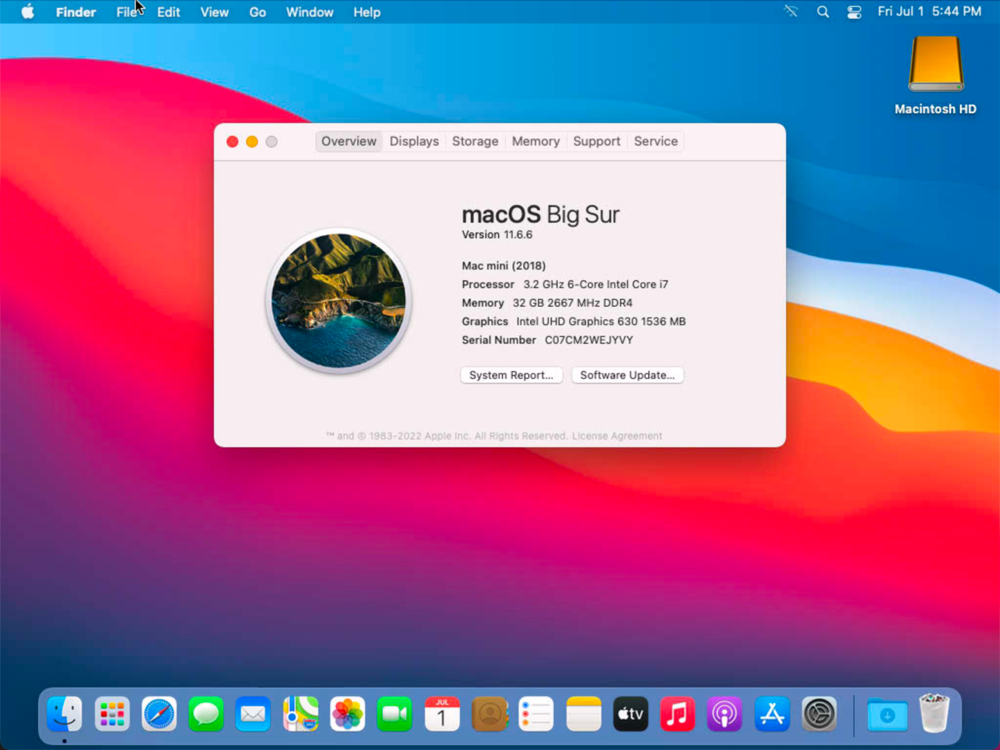 Finder File Edit View Go Window Help Fri Jul 1 5:44 PM
Macintosh HD
Overview Displays Storage Memory Support Service
macOS Big Sur
Version 11.6.6
Mac mini (2018)
Processor 3.2 GHz 6-Core Intel Core i7
Memory 32 GB 2667 MHz DDR4
Graphics Intel UHD Graphics 630 1536 MB
Serial Number C07CM2WEJYVY
System Report... Software Update...
™ and © 1983-2022 Apple Inc. All Rights Reserved. License Agreement
JUL
1
tv